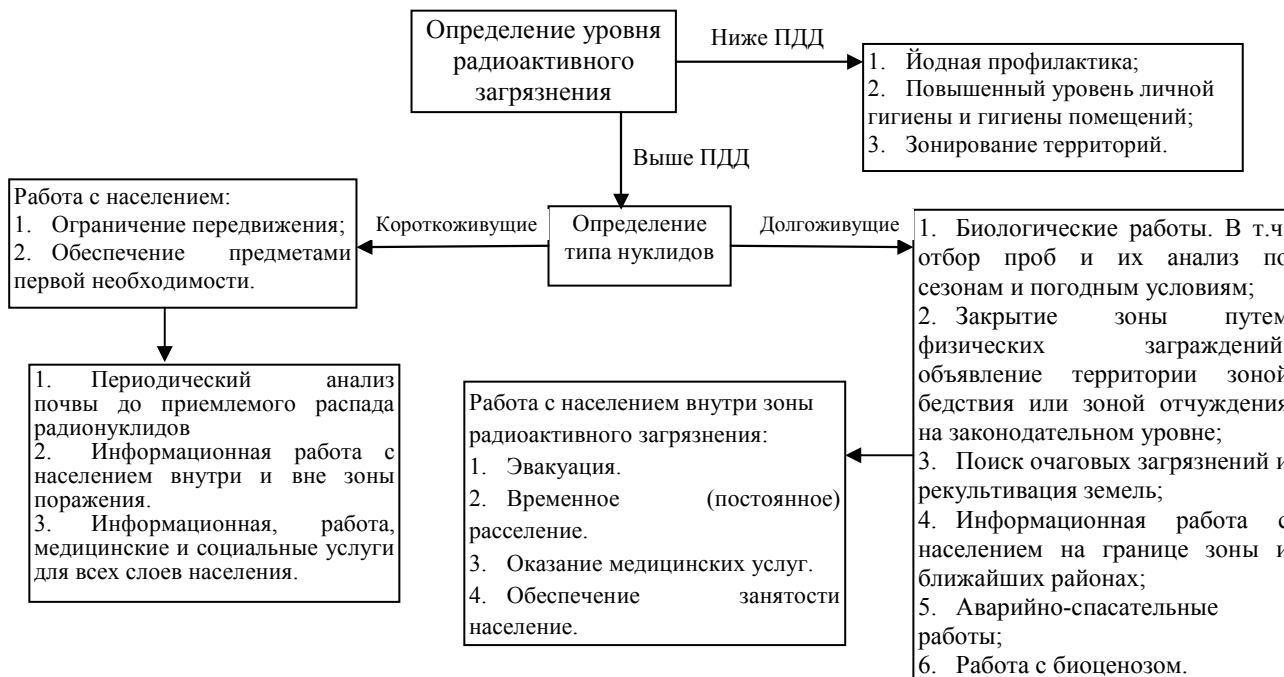 Определение уровня
радиоактивного
загрязнения
Ниже ПДД
1. Йодная профилактика;
2. Повышенный уровень личной
гигиены и гигиены помещений;
3. Зонирование территорий.
Выше ПДД
Определение
типа нуклидов
Короткоживущие
Долгоживущие
Работа с населением:
1. Ограничение передвижения;
2. Обеспечение предметами
первой необходимости.
1. Периодический анализ
почвы до приемлемого распада
радионуклидов
2. Информационная работа с
населением внутри и вне зоны
поражения.
3. Информационная, работа,
медицинские и социальные услуги
для всех слоев населения.
1. Биологические работы. В т.ч
отбор проб и их анализ по
сезонам и погодным условиям;
2. Закрытие зоны путем
физических заграждений
объявление территории зоной
бедствия или зоной отчуждения
на законодательном уровне;
3. Поиск очаговых загрязнений и
рекультивация земель;
4. Информационная работа с
населением на границе зоны и
ближайших районах;
5. Аварийно-спасательные
работы;
6. Работа с биоценозом.
Работа с населением внутри зоны
радиоактивного загрязнения:
1. Эвакуация.
2. Временное (постоянное)
расселение.
3. Оказание медицинских услуг.
4. Обеспечение занятости
население.